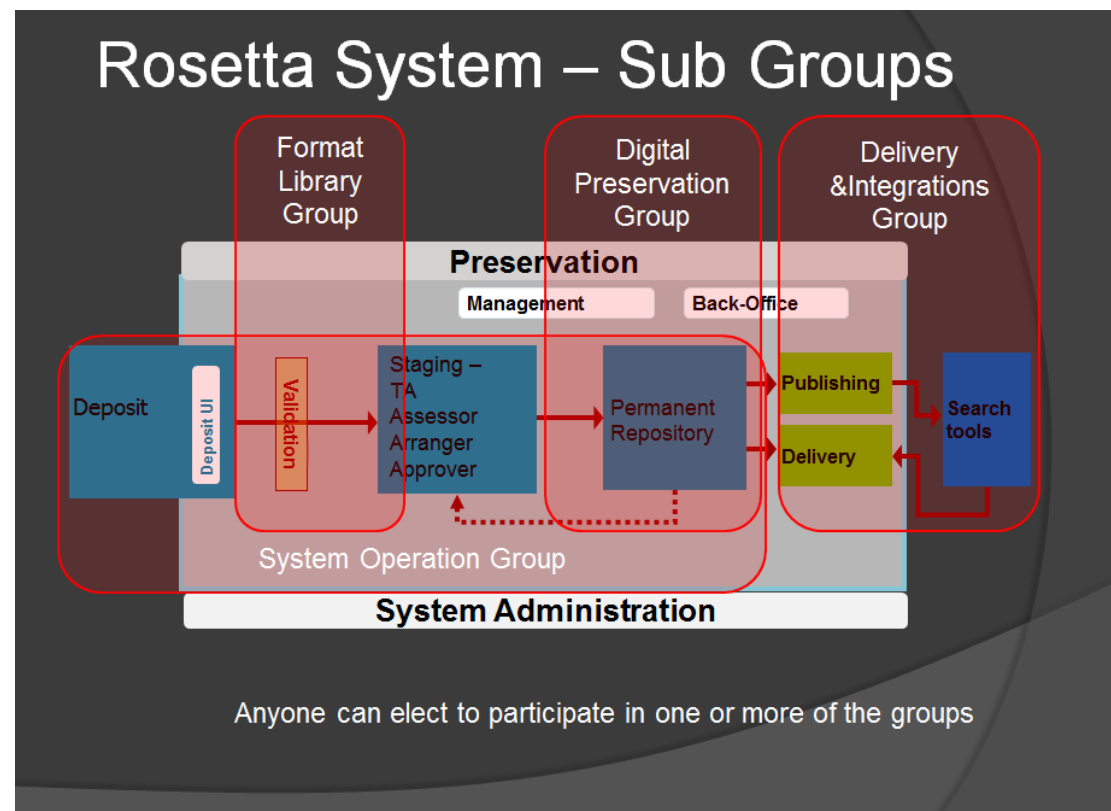 Rosetta System – Sub Groups
Format
Library
Group
Digital
Preservation
Group
Delivery
&Integrations
Group
Preservation
Management
Back-Office
Deposit
Deposit UI
Validation
Staging –
TA
Assessor
Arranger
Approver
Permanent
Repository
Publishing
Delivery
Search
tools
System Operation Group
System Administration
Anyone can elect to participate in one or more of the groups